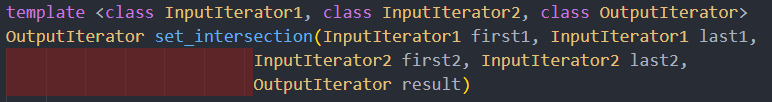 template <class InputIterator1, class InputIterator2, class OutputIterator>
OutputIterator set_intersection(InputIterator1 first1, InputIterator1 last1,
InputIterator2 first2, InputIterator2 last2,
OutputIterator result)